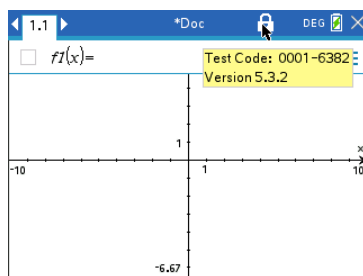 1.1 *Doc DEG
f1(x)=
Test Code: 0001-6382
Version 5.3.2
1
x
-10 1 10
-6.67